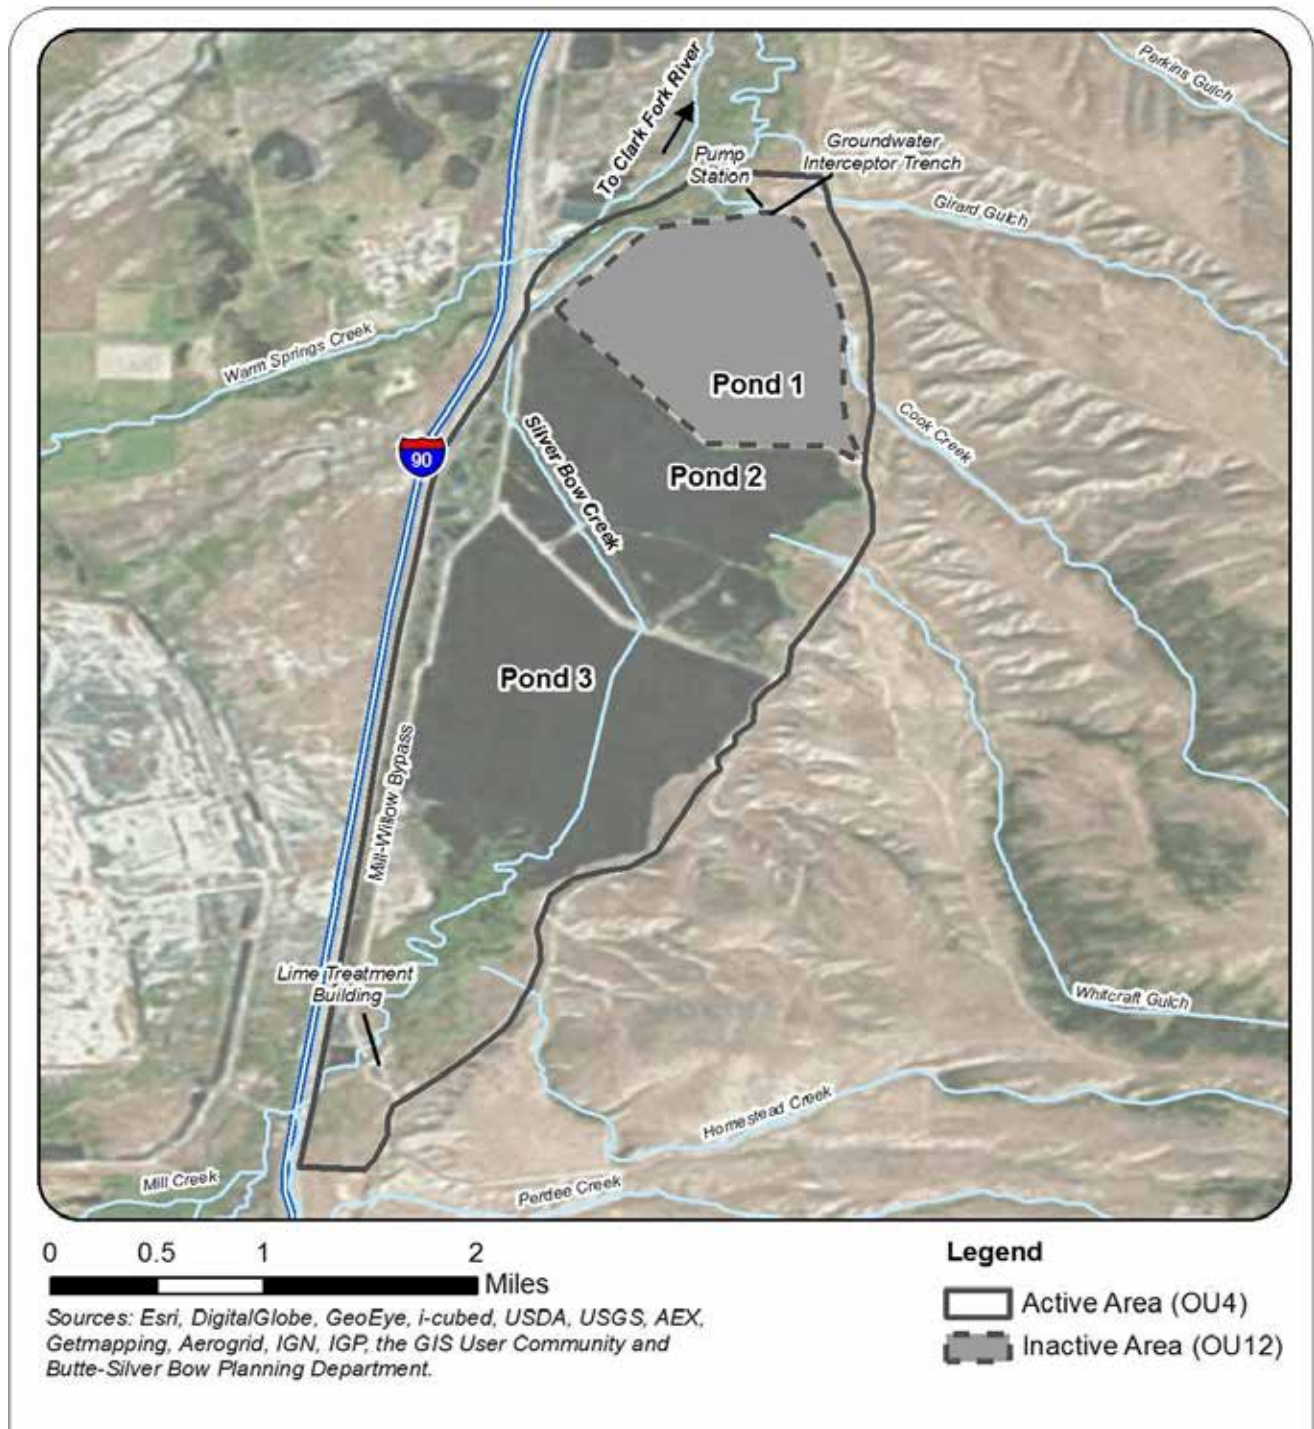 Perkins Gulch
To Clark Fork River
Pump
Station
Groundwater
Interceptor Trench
Girard Gulch
Warm Springs Creek
Pond 1
Cook Creek
90
Silver Bow Creek
Pond 2
Pond 3
Mill-Willow Bypass
Lime Treatment
Building
Whitcraft Gulch
Homestead Creek
Mill Creek
Perdee Creek
0 0.5 1 2
Miles
Sources: Esri, DigitalGlobe, GeoEye, i-cubed, USDA, USGS, AEX,
Getmapping, Aerogrid, IGN, IGP, the GIS User Community and
Butte-Silver Bow Planning Department.
Legend
Active Area (OU4)
Inactive Area (OU12)